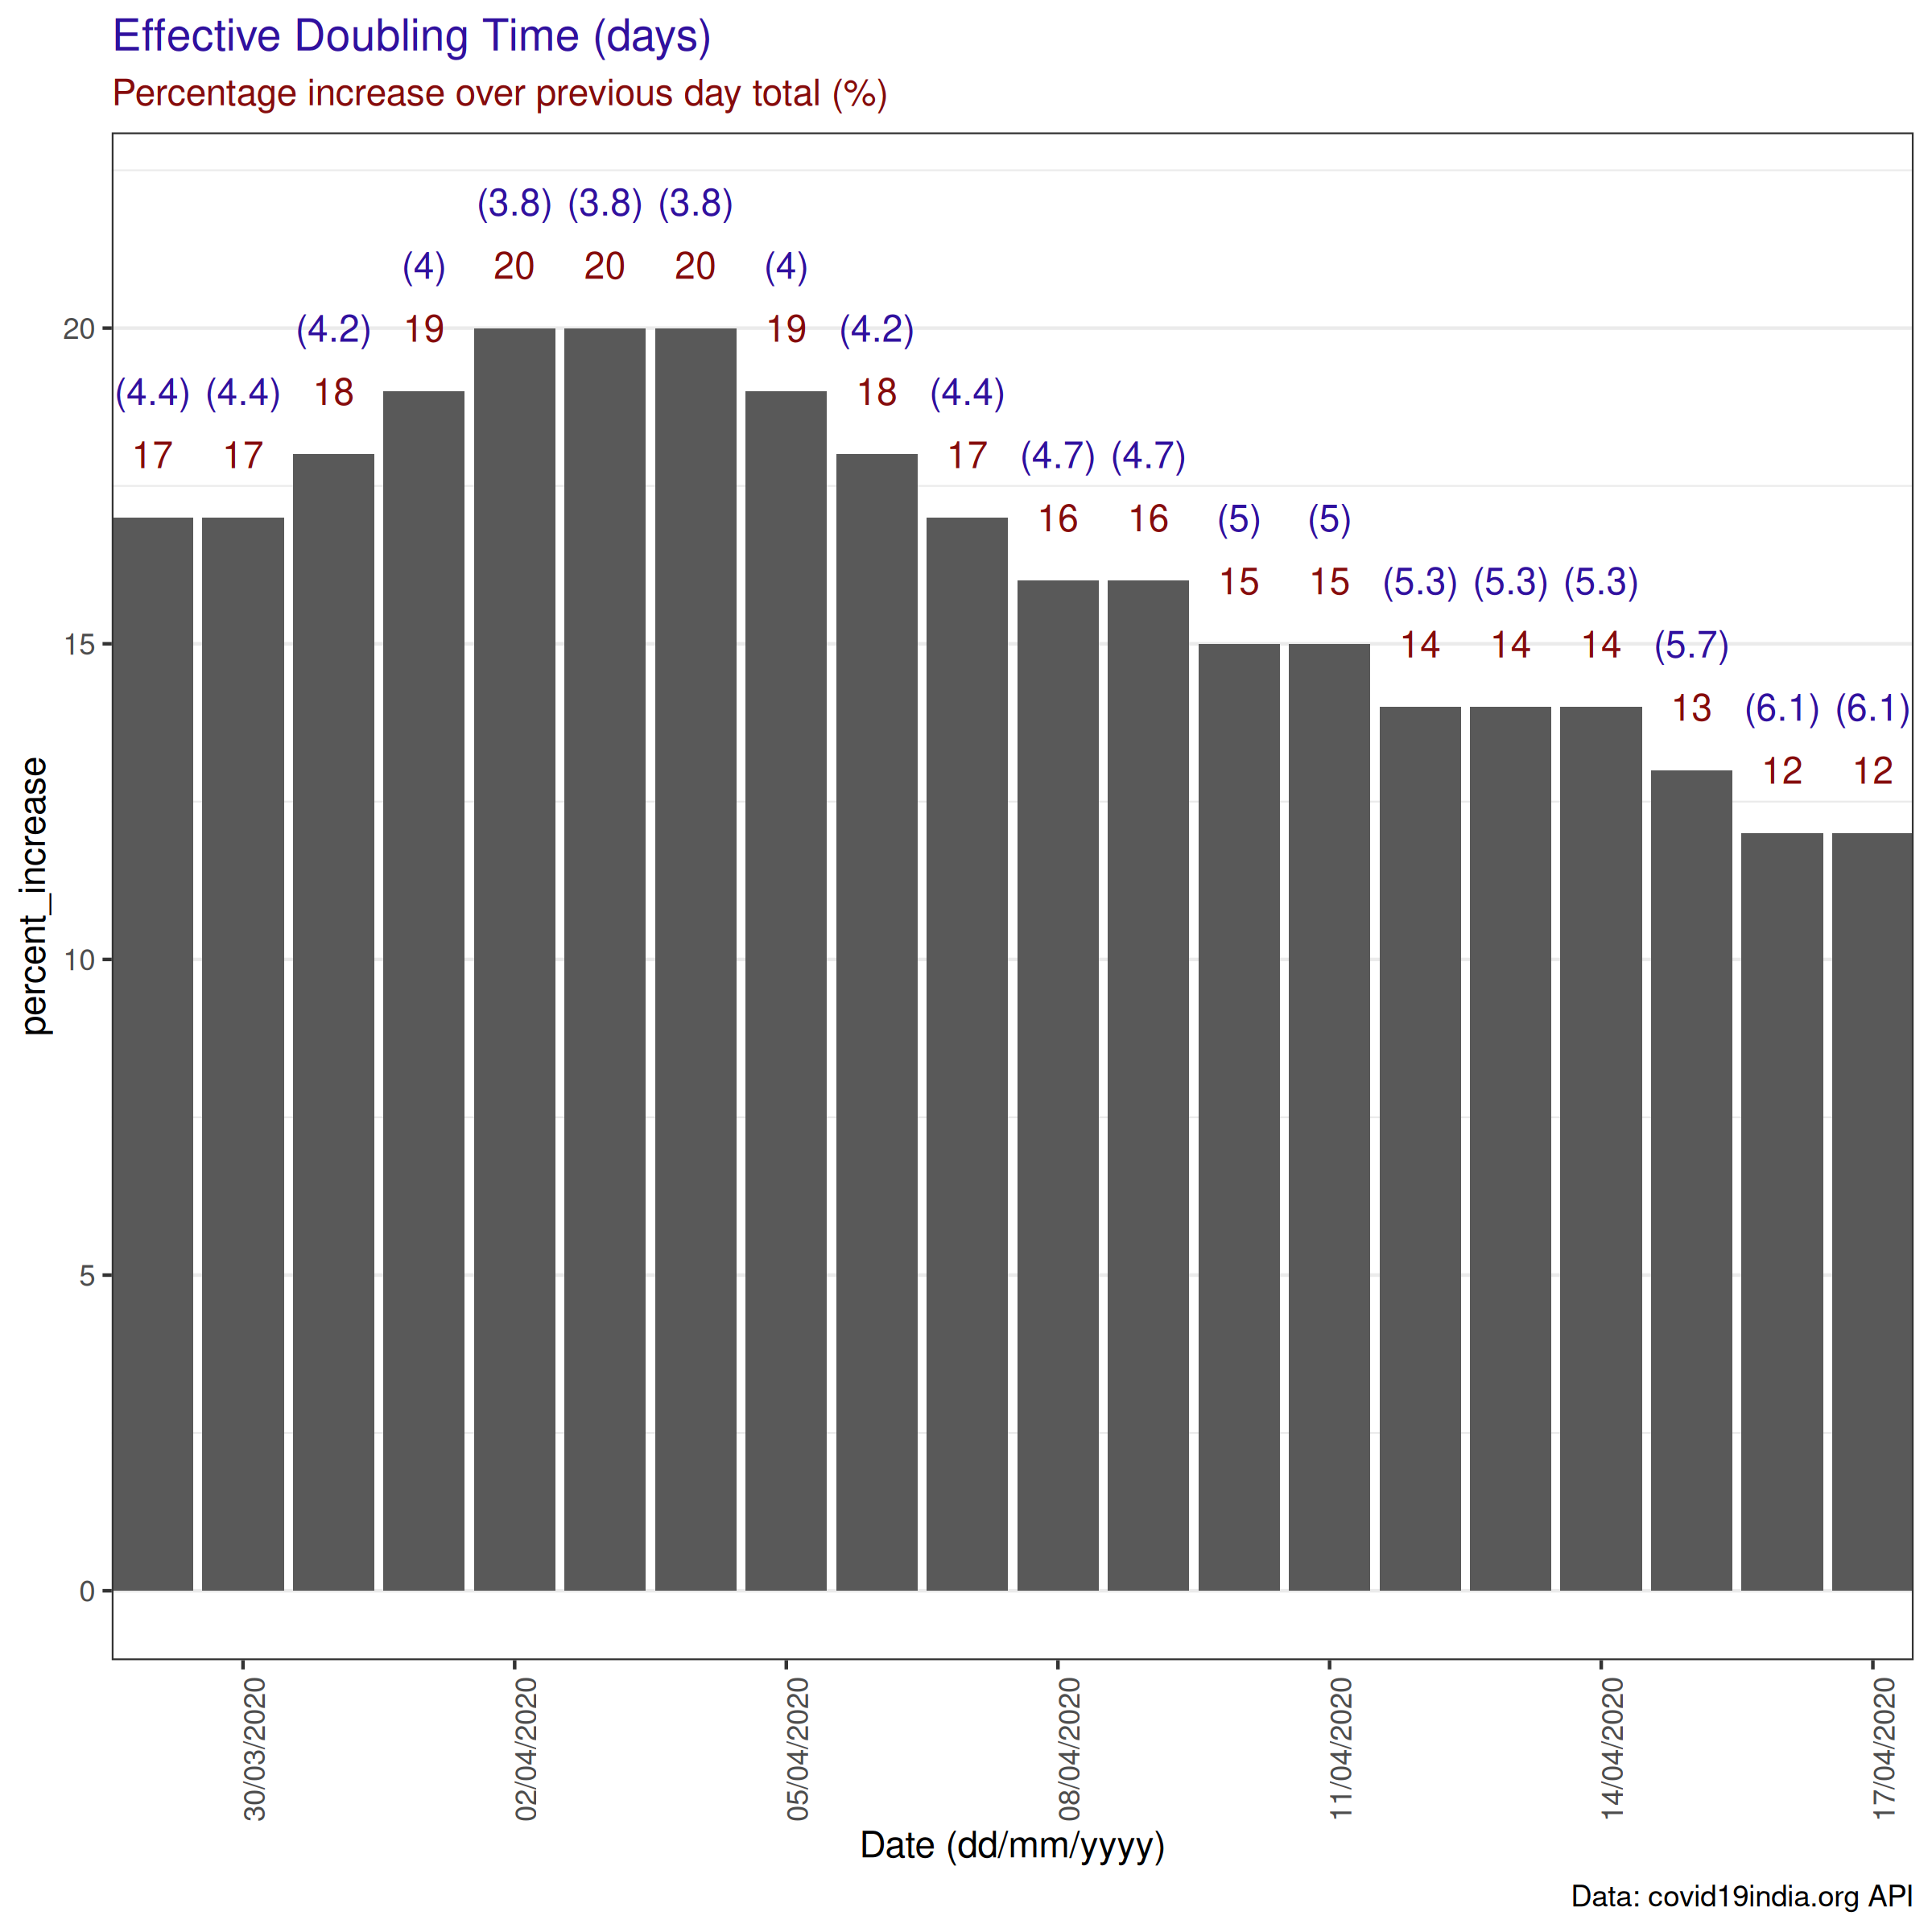 Effective Doubling Time (days)
Percentage increase over previous day total (%)
(3.8) (3.8) (3.8)
(4) 20 20 20 (4)
20 (4.2) 19 19 (4.2)
(4.4) (4.4) 18 18 (4.4)
17 17 17 (4.7) (4.7)
16 16 (5) (5)
15 15 (5.3) (5.3) (5.3)
15 14 14 14 (5.7)
13 (6.1) (6.1)
12 12
percent_increase
10
5
0
30/03/2020 02/04/2020 05/04/2020 08/04/2020 11/04/2020 14/04/2020 17/04/2020
Date (dd/mm/yyyy)
Data: covid19india.org API